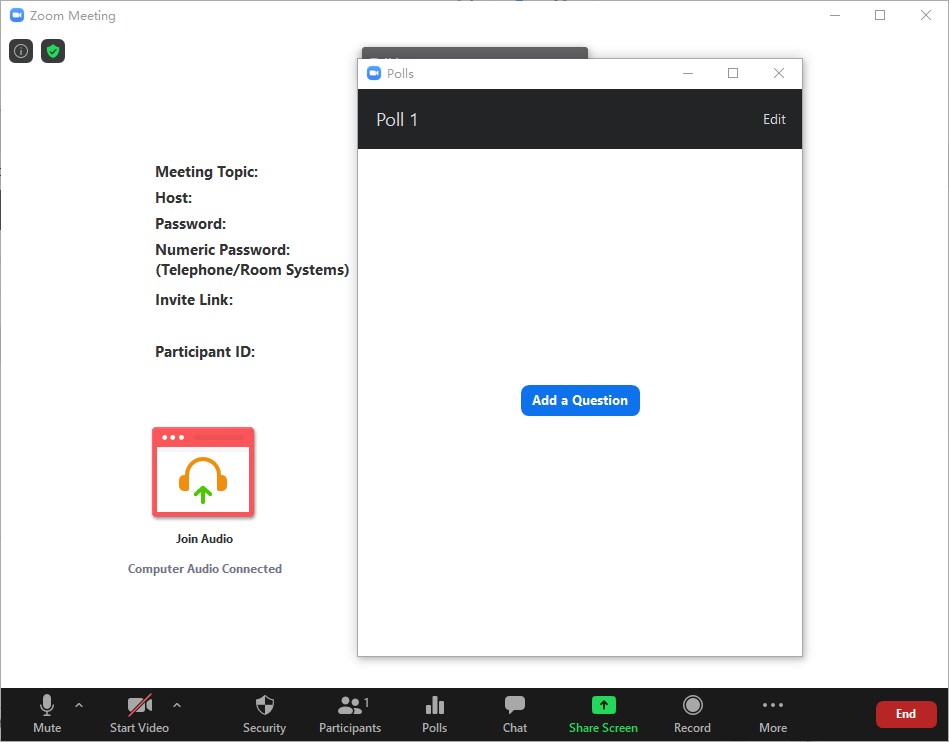 Zoom Meeting
Polls
Poll 1
Edit
Meeting Topic:
Host:
Password:
Numeric Password:
(Telephone/Room Systems)
Invite Link:
Participant ID:
Add a Question
Join Audio
Computer Audio Connected
Mute
Start Video
Security
1
Participants
Polls
Chat
Share Screen
Record
More
End